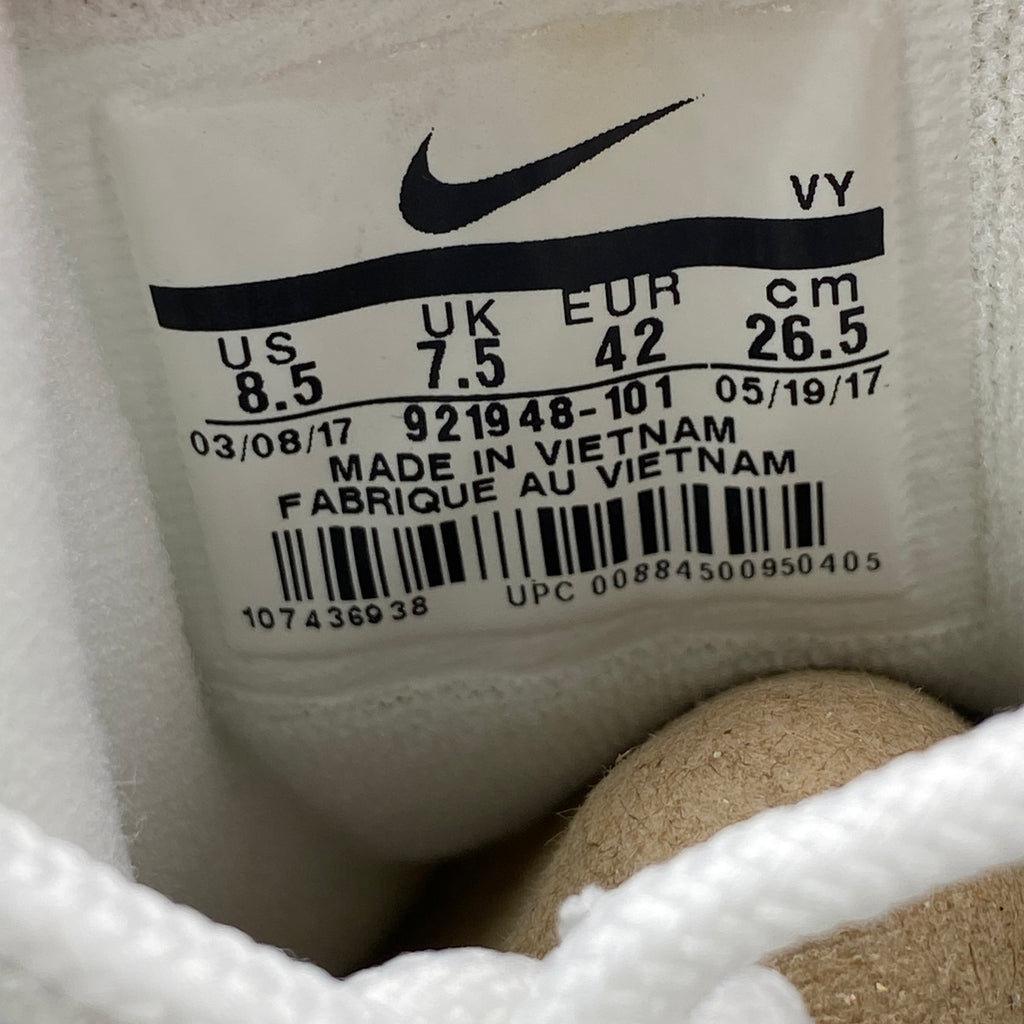 VY
US UK EUR cm
8.5 7.5 42 26.5
03/08/17 921948-101 05/19/17
MADE IN VIETNAM
FABRIQUE AU VIETNAM
107436938 UPC 00884500950405